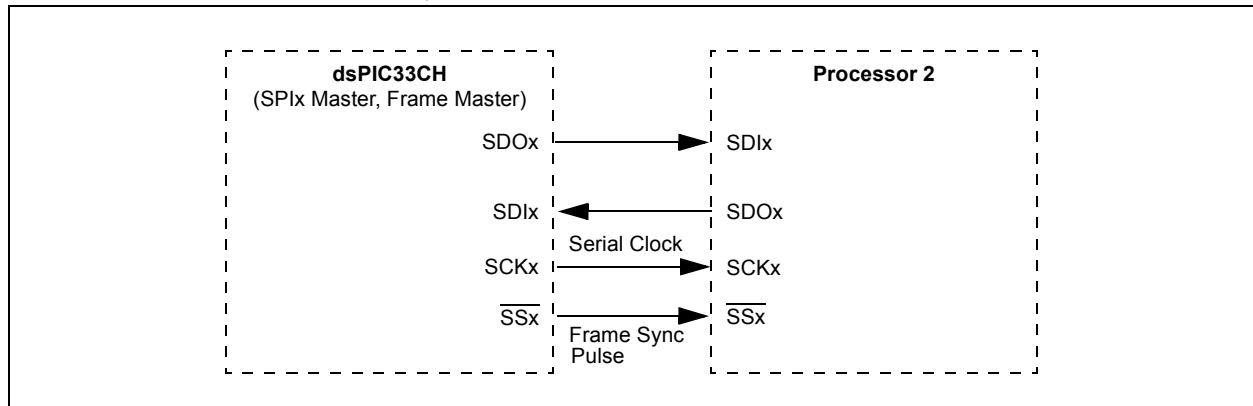 dsPIC33CH
(SPIx Master, Frame Master)
Processor 2
SDOx
SDIx
SDIx
SDOx
Serial Clock
SCKx
SCKx
SSx
SSx
Frame Sync
Pulse